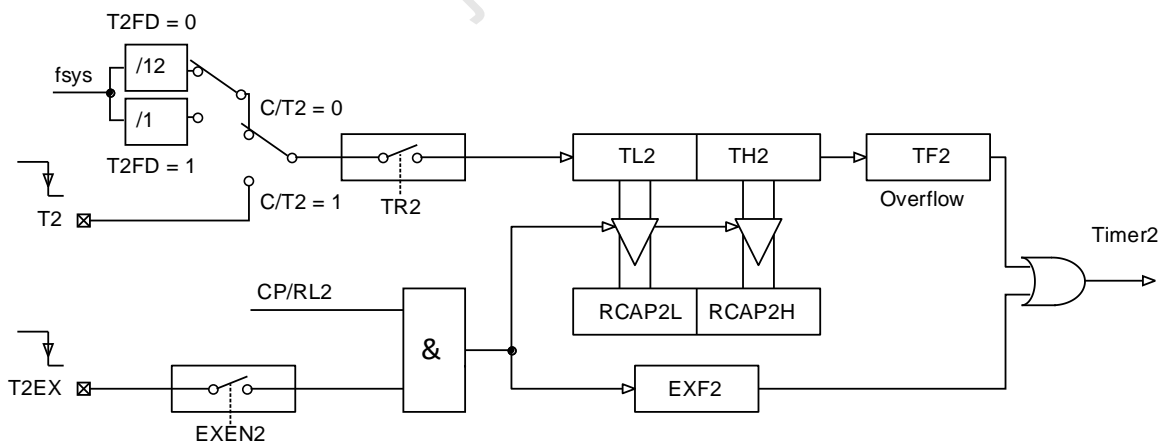 T2FD = 0
/12
fsys
C/T2 = 0
/1
T2FD = 1
TL2
TH2
TF2
T2
C/T2 = 1
TR2
Overflow
Timer2
CP/RL2
RCAP2L
RCAP2H
&
T2EX
EXF2
EXEN2